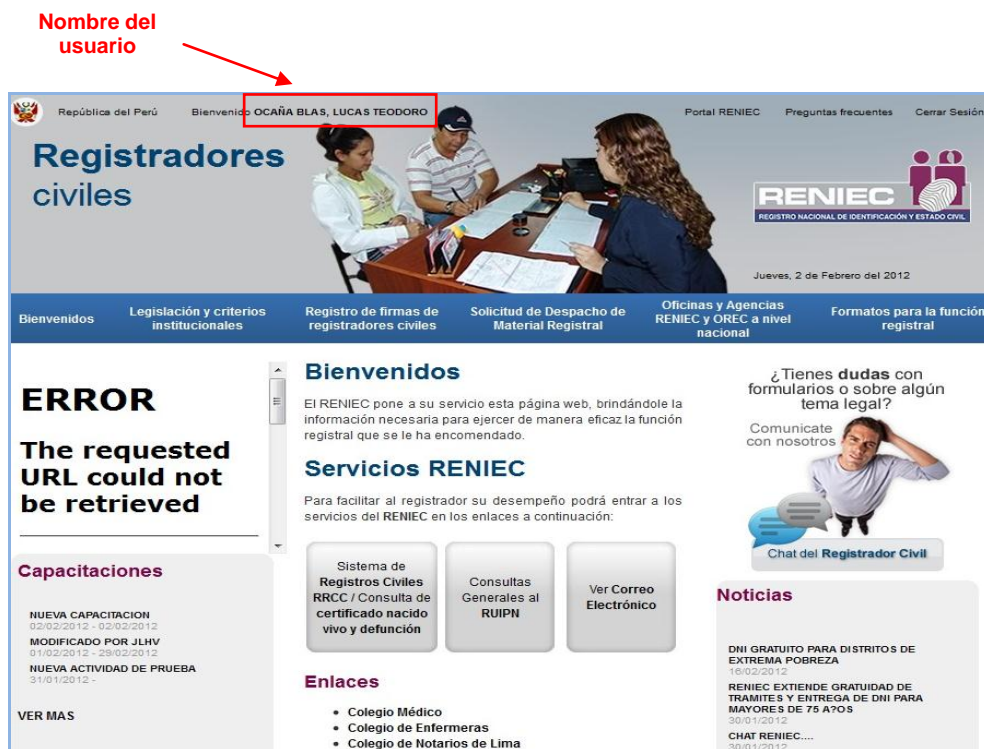 Nombre del
usuario
República del Perú
Bienvenido OCAÑA BLAS, LUCAS TEODORO
Portal RENIEC
Preguntas frecuentes
Cerrar Sesión
Registradores
civiles
RENIEC
REGISTRO NACIONAL DE IDENTIFICACIÓN Y ESTADO CIVIL
Jueves, 2 de Febrero del 2012
Bienvenidos
Legislación y criterios
institucionales
Registro de firmas de
registradores civiles
Solicitud de Despacho de
Material Registral
Oficinas y Agencias
RENIEC y OREC a nivel
nacional
Formatos para la función
registral
ERROR
The requested
URL could not
be retrieved
Bienvenidos
El RENIEC pone a su servicio esta página web, brindándole la
información necesaria para ejercer de manera eficaz la función
registral que se le ha encomendado.
Servicios RENIEC
Para facilitar al registrador su desempeño podrá entrar a los
servicios del RENIEC en los enlaces a continuación:
Sistema de
Registros Civiles
RRCC / Consulta de
certificado nacido
vivo y defunción
Consultas
Generales al
RUIPN
Ver Correo
Electrónico
Enlaces
• Colegio Médico
• Colegio de Enfermeras
• Colegio de Notarios de Lima
¿Tienes dudas con
formularios o sobre algún
tema legal?
Comunicate
con nosotros
Chat del Registrador Civil
Capacitaciones
NUEVA CAPACITACION
02/02/2012 - 02/02/2012
MODIFICADO POR JLHV
01/02/2012 - 29/02/2012
NUEVA ACTIVIDAD DE PRUEBA
31/01/2012 -
VER MAS
Noticias
DNI GRATUITO PARA DISTRITOS DE
EXTREMA POBREZA
16/02/2012
RENIEC EXTIENDE GRATUIDAD DE
TRAMITES Y ENTREGA DE DNI PARA
MAYORES DE 75 A?OS
30/01/2012
CHAT RENIEC....
30/01/2012